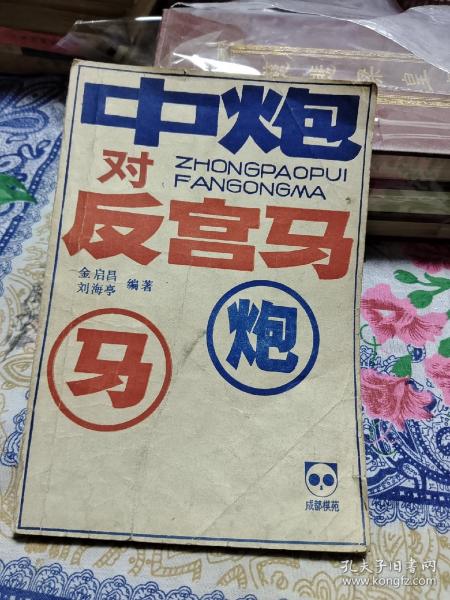 中炮
对
ZHONGPAOPUI
FANGONGMA
反宫马
金启昌
刘海亭
编著
马
炮
成都棋苑
孔夫子旧书网
www.kongfz.com